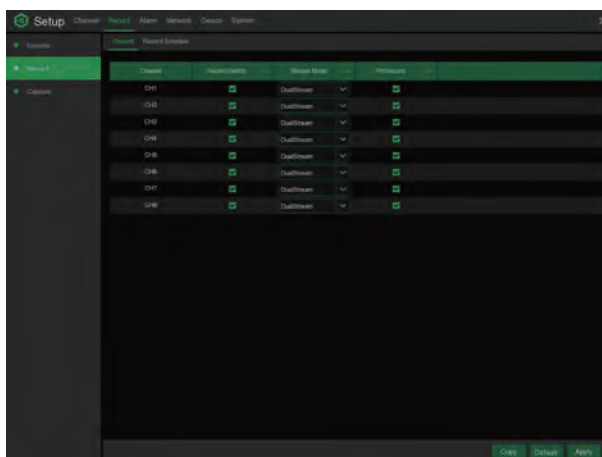 Setup Channel Record Alarm Network Device System
Encode
Record Record Schedule
Record
Channel Record Switch Stream Mode PreRecord
Capture
CH1 DualStream
CH2 DualStream
CH3 DualStream
CH4 DualStream
CH5 DualStream
CH6 DualStream
CH7 DualStream
CH8 DualStream
Copy Default Apply